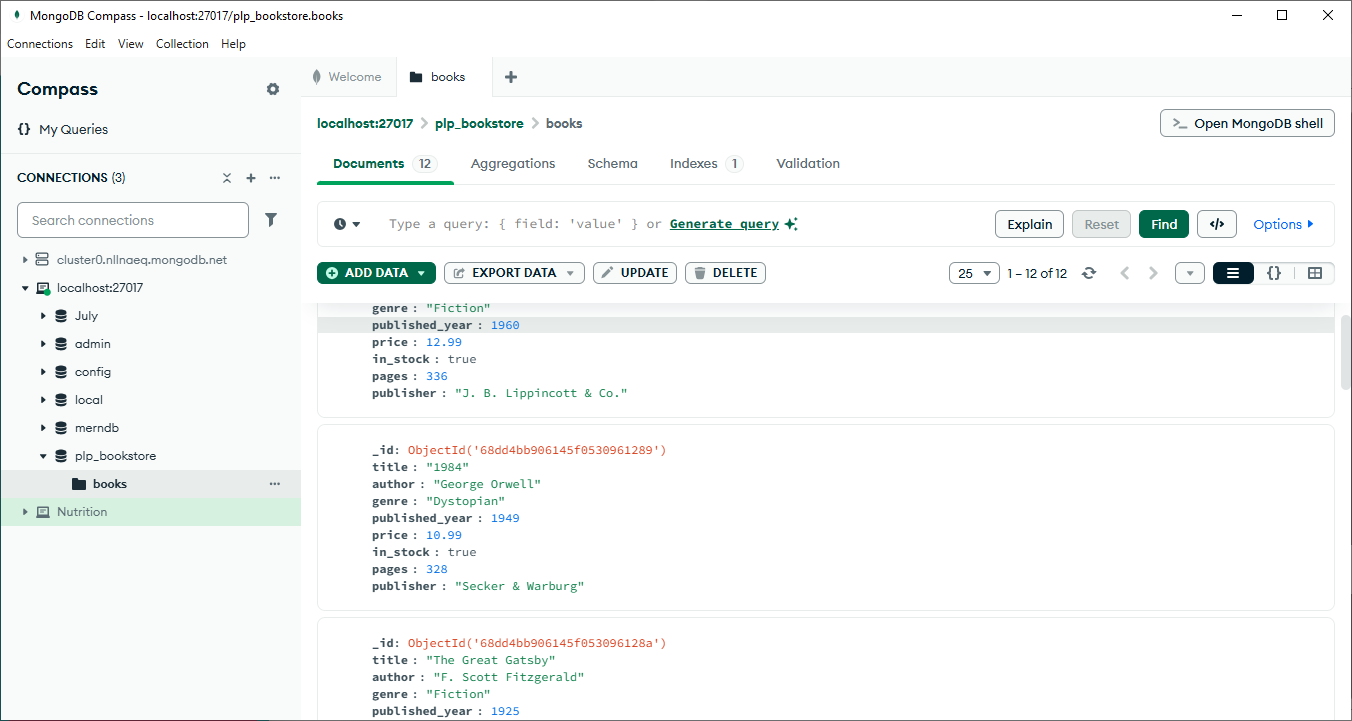 MongoDB Compass - localhost:27017/plp_bookstore.books
Connections Edit View Collection Help
Compass
{} My Queries
CONNECTIONS (3)
Search connections
cluster0.nllnaeq.mongodb.net
localhost:27017
July
admin
config
local
merndb
plp_bookstore
books
Nutrition
Welcome
books
localhost:27017 > plp_bookstore > books
>_ Open MongoDB shell
Documents 12 Aggregations Schema Indexes 1 Validation
Type a query: { field: 'value' } or Generate query
Explain Reset Find </> Options
ADD DATA EXPORT DATA UPDATE DELETE
25 1 – 12 of 12 {}
genre : "Fiction"
published_year : 1960
price : 12.99
in_stock : true
pages : 336
publisher : "J. B. Lippincott & Co."
_id: ObjectId('68dd4bb906145f0530961289')
title : "1984"
author : "George Orwell"
genre : "Dystopian"
published_year : 1949
price : 10.99
in_stock : true
pages : 328
publisher : "Secker & Warburg"
_id: ObjectId('68dd4bb906145f053096128a')
title : "The Great Gatsby"
author : "F. Scott Fitzgerald"
genre : "Fiction"
published_year : 1925